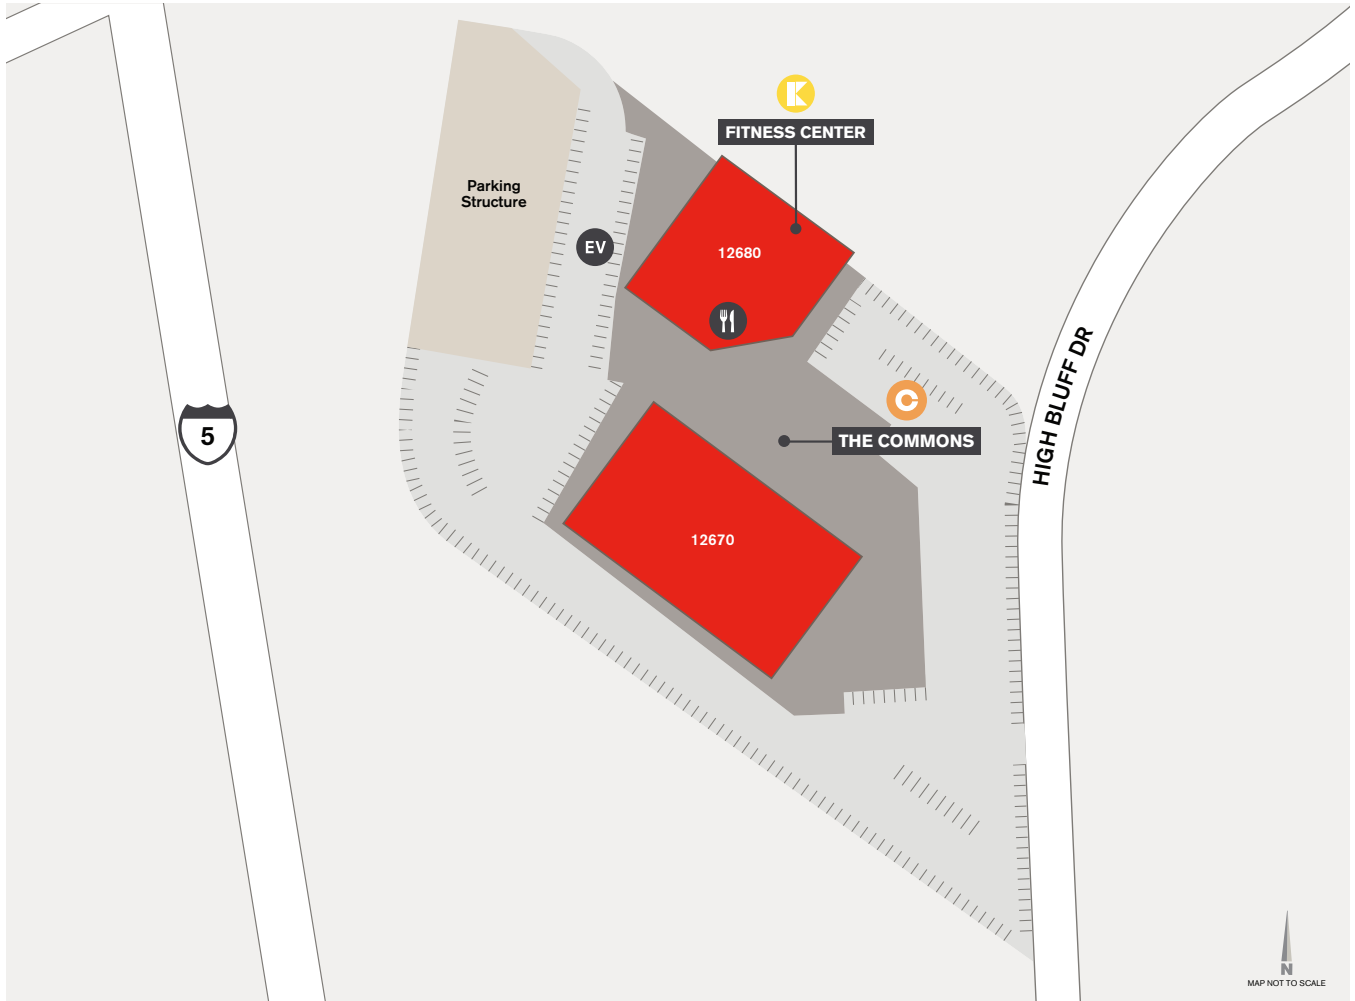 K
FITNESS CENTER
Parking
Structure
EV
12680
HIGH BLUFF DR
C
5
THE COMMONS
12670
N
MAP NOT TO SCALE